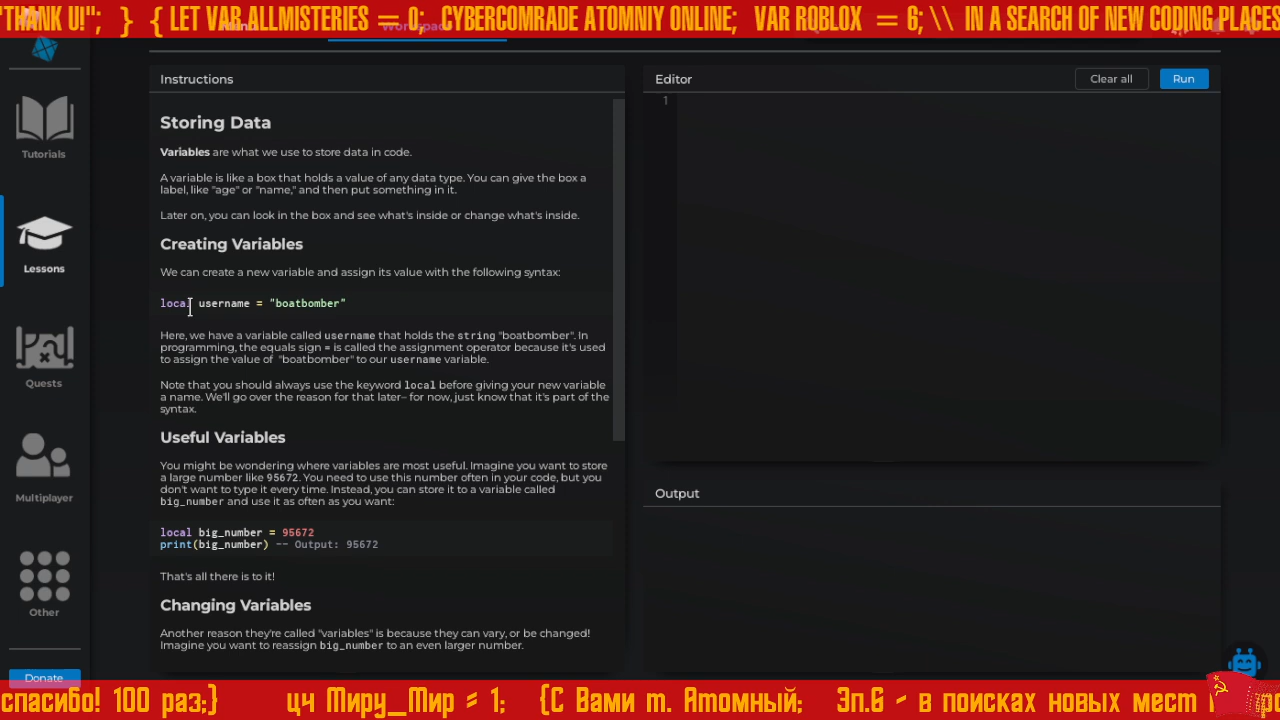 "THANK U!"; } { LET VAR ALLMISTERIES = 0; CYBERCOMRADE ATOMNIY ONLINE; VAR ROBLOX = 6; \\ IN A SEARCH OF NEW CODING PLACES
Tutorials
Lessons
Quests
Multiplayer
Other
Donate
Instructions
Storing Data
Variables are what we use to store data in code.
A variable is like a box that holds a value of any data type. You can give the box a
label, like "age" or "name," and then put something in it.
Later on, you can look in the box and see what's inside or change what's inside.
Creating Variables
We can create a new variable and assign its value with the following syntax:
local username = "boatbomber"
Here, we have a variable called username that holds the string "boatbomber". In
programming, the equals sign = is called the assignment operator because it's used
to assign the value of "boatbomber" to our username variable.
Note that you should always use the keyword local before giving your new variable
a name. We'll go over the reason for that later– for now, just know that it's part of the
syntax.
Useful Variables
You might be wondering where variables are most useful. Imagine you want to store
a large number like 95672. You need to use this number often in your code, but you
don't want to type it every time. Instead, you can store it to a variable called
big_number and use it as often as you want:
local big_number = 95672
print(big_number) -- Output: 95672
That's all there is to it!
Changing Variables
Another reason they're called "variables" is because they can vary, or be changed!
Imagine you want to reassign big_number to an even larger number.
Editor
Clear all
Run
1
Output
спасибо! 100 раз;} цч Миру_Мир = 1; {С Вами т. Атомный; Эп.6 - в поисках новых мест